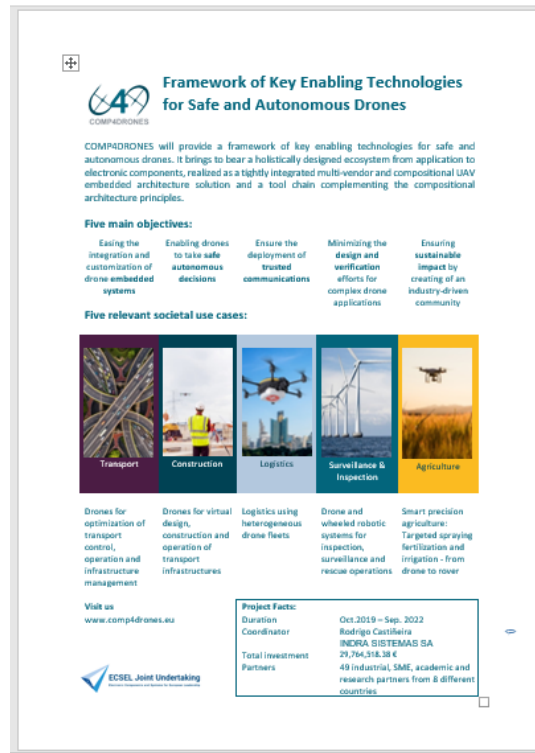 COMP4DRONES
Framework of Key Enabling Technologies
for Safe and Autonomous Drones
COMP4DRONES will provide a framework of key enabling technologies for safe and
autonomous drones. It brings to bear a holistically designed ecosystem from application to
electronic components, realized as a tightly integrated multi-vendor and compositional UAV
embedded architecture solution and a tool chain complementing the compositional
architecture principles.
Five main objectives:
Easing the
integration and
customization of
drone embedded
systems
Enabling drones
to take safe
autonomous
decisions
Ensure the
deployment of
trusted
communications
Minimizing the
design and
verification
efforts for
complex drone
applications
Ensuring
sustainable
impact by
creating of an
industry-driven
community
Five relevant societal use cases:
Transport
Construction
Logistics
Surveillance &
Inspection
Agriculture
Drones for
optimization of
transport
control,
operation and
infrastructure
management
Drones for virtual
design,
construction and
operation of
transport
infrastructures
Logistics using
heterogeneous
drone fleets
Drone and
wheeled robotic
systems for
inspection,
surveillance and
rescue operations
Smart precision
agriculture:
Targeted spraying
fertilization and
irrigation - from
drone to rover
Visit us
www.comp4drones.eu
ECSEL Joint Undertaking
Project Facts:
Duration Oct.2019 – Sep. 2022
Coordinator Rodrigo Castiñeira
INDRA SISTEMAS SA
Total investment 29,764,518.38 €
Partners 49 industrial, SME, academic and
research partners from 8 different
countries